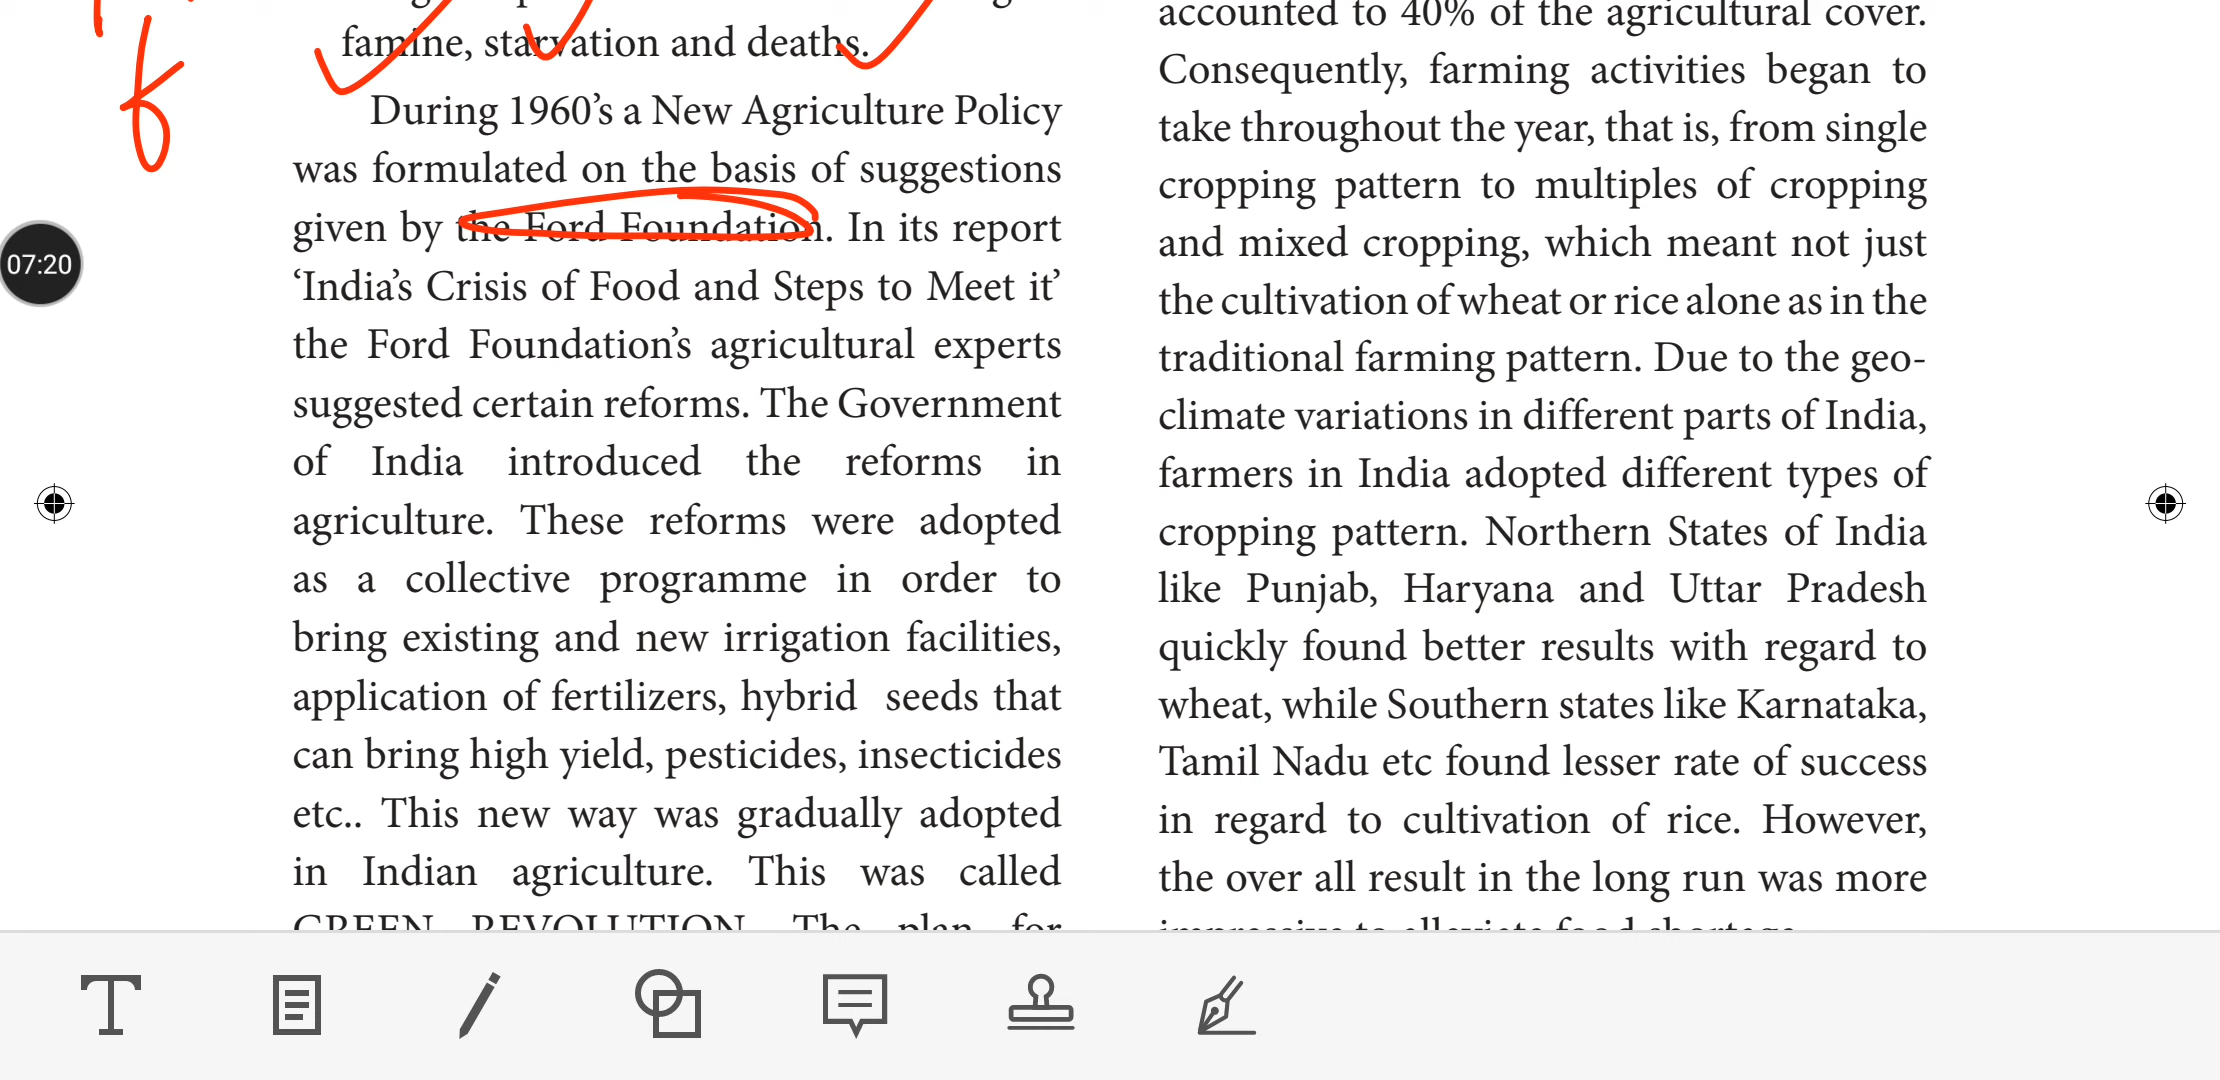 famine, starvation and deaths.
During 1960’s a New Agriculture Policy
was formulated on the basis of suggestions
given by the Ford Foundation. In its report
‘India’s Crisis of Food and Steps to Meet it’
the Ford Foundation’s agricultural experts
suggested certain reforms. The Government
of India introduced the reforms in
agriculture. These reforms were adopted
as a collective programme in order to
bring existing and new irrigation facilities,
application of fertilizers, hybrid seeds that
can bring high yield, pesticides, insecticides
etc.. This new way was gradually adopted
in Indian agriculture. This was called
GREEN REVOLUTION. The plan for
accounted to 40% of the agricultural cover.
Consequently, farming activities began to
take throughout the year, that is, from single
cropping pattern to multiples of cropping
and mixed cropping, which meant not just
the cultivation of wheat or rice alone as in the
traditional farming pattern. Due to the geo-
climate variations in different parts of India,
farmers in India adopted different types of
cropping pattern. Northern States of India
like Punjab, Haryana and Uttar Pradesh
quickly found better results with regard to
wheat, while Southern states like Karnataka,
Tamil Nadu etc found lesser rate of success
in regard to cultivation of rice. However,
the over all result in the long run was more
impressive to alleviate food shortage.
07:20
T